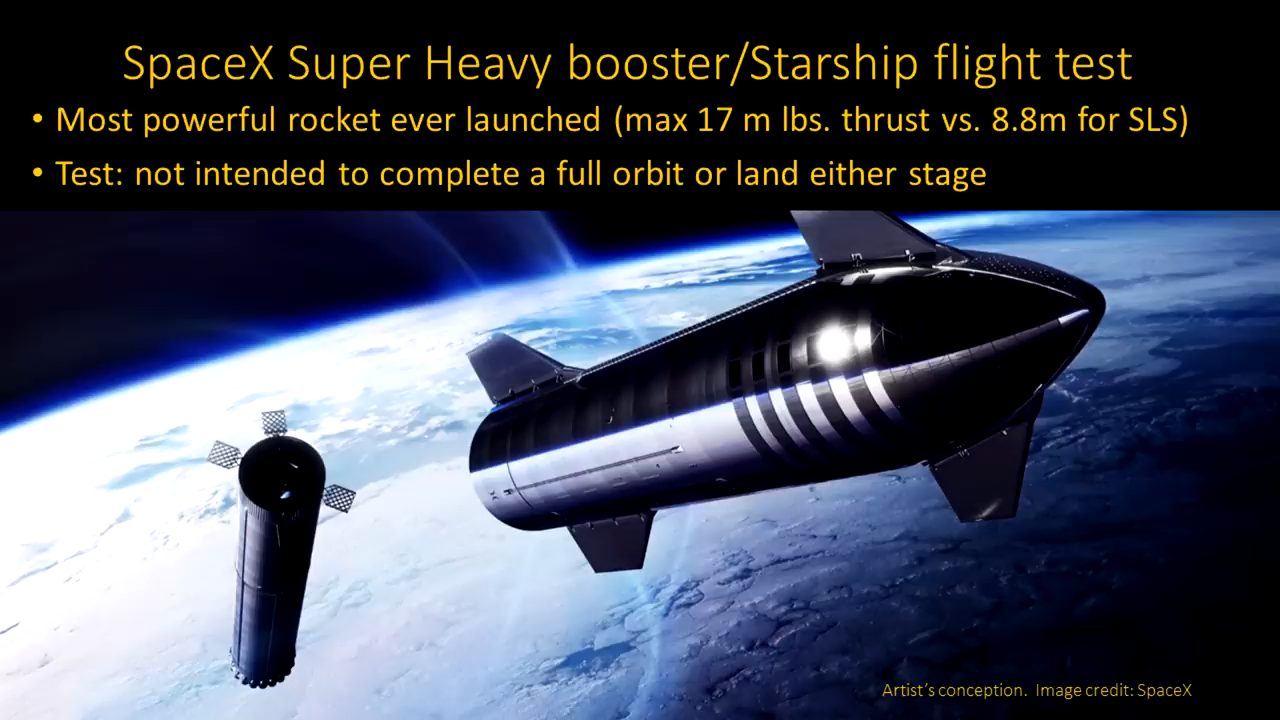 SpaceX Super Heavy booster/Starship flight test
• Most powerful rocket ever launched (max 17 m lbs. thrust vs. 8.8m for SLS)
• Test: not intended to complete a full orbit or land either stage
Artist's conception. Image credit: SpaceX